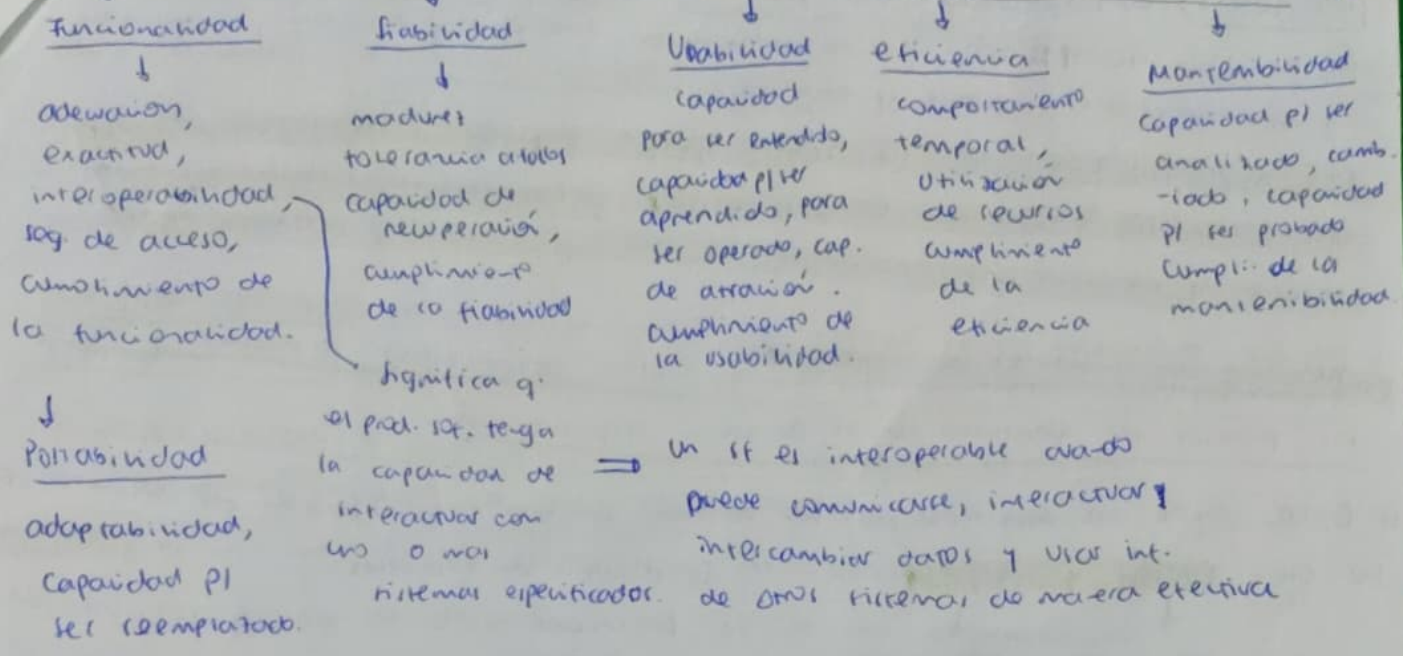 Funcionalidad
adecuación,
exactitud,
interoperabilidad,
seg. de acceso,
cumplimiento de
la funcionalidad.
fiabilidad
madurez
tolerancia a fallos
capacidad de
recuperación,
cumplimiento
de la fiabilidad
Usabilidad
capacidad
para ser entendido,
capacidad p/ ser
aprendido, para
ser operado, cap.
de atracción.
cumplimiento de
la usabilidad.
eficiencia
comportamiento
temporal,
utilización
de recursos
cumplimiento
de la
eficiencia
Mantenibilidad
capacidad p/ ser
analizado, camb.
-iado, capacidad
p/ ser probado
cumpli. de la
mantenibilidad.
Portabilidad
adaptabilidad,
capacidad p/
ser reemplazado.
significa q.
el prod. sof. tenga
la capacidad de
interactuar con
uno o más
sistemas especificados.
⇒ un sf es interoperable cuando
puede comunicarse, interactuar,
intercambiar datos y usar int.
de otros sistemas de manera efectiva